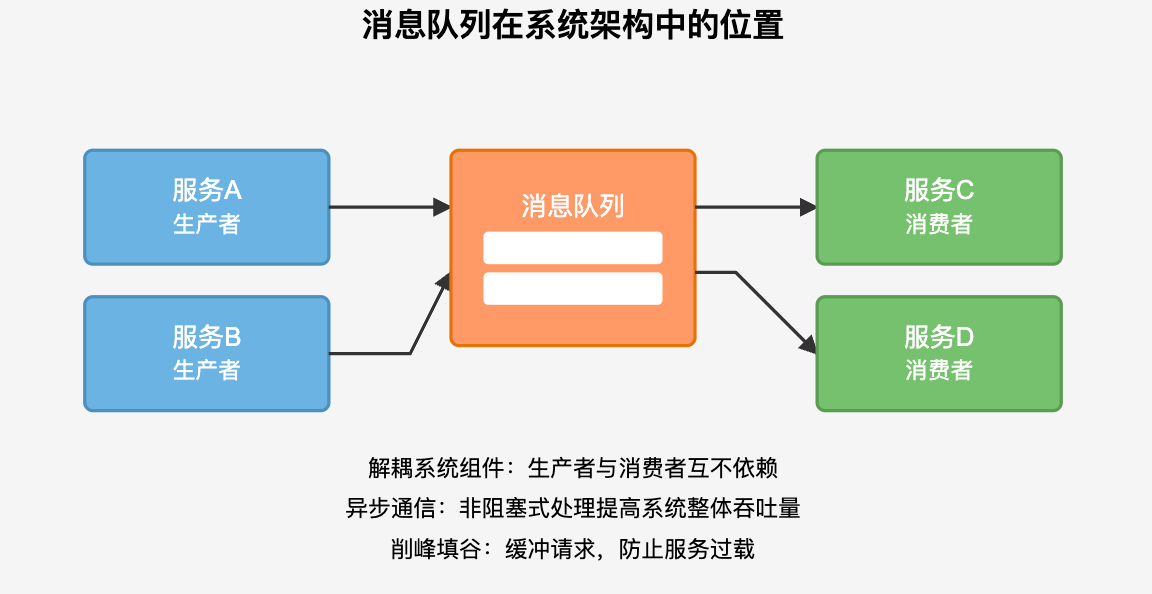 消息队列在系统架构中的位置
服务A
生产者
消息队列
服务C
消费者
服务B
生产者
服务D
消费者
解耦系统组件：生产者与消费者互不依赖
异步通信：非阻塞式处理提高系统整体吞吐量
削峰填谷：缓冲请求，防止服务过载